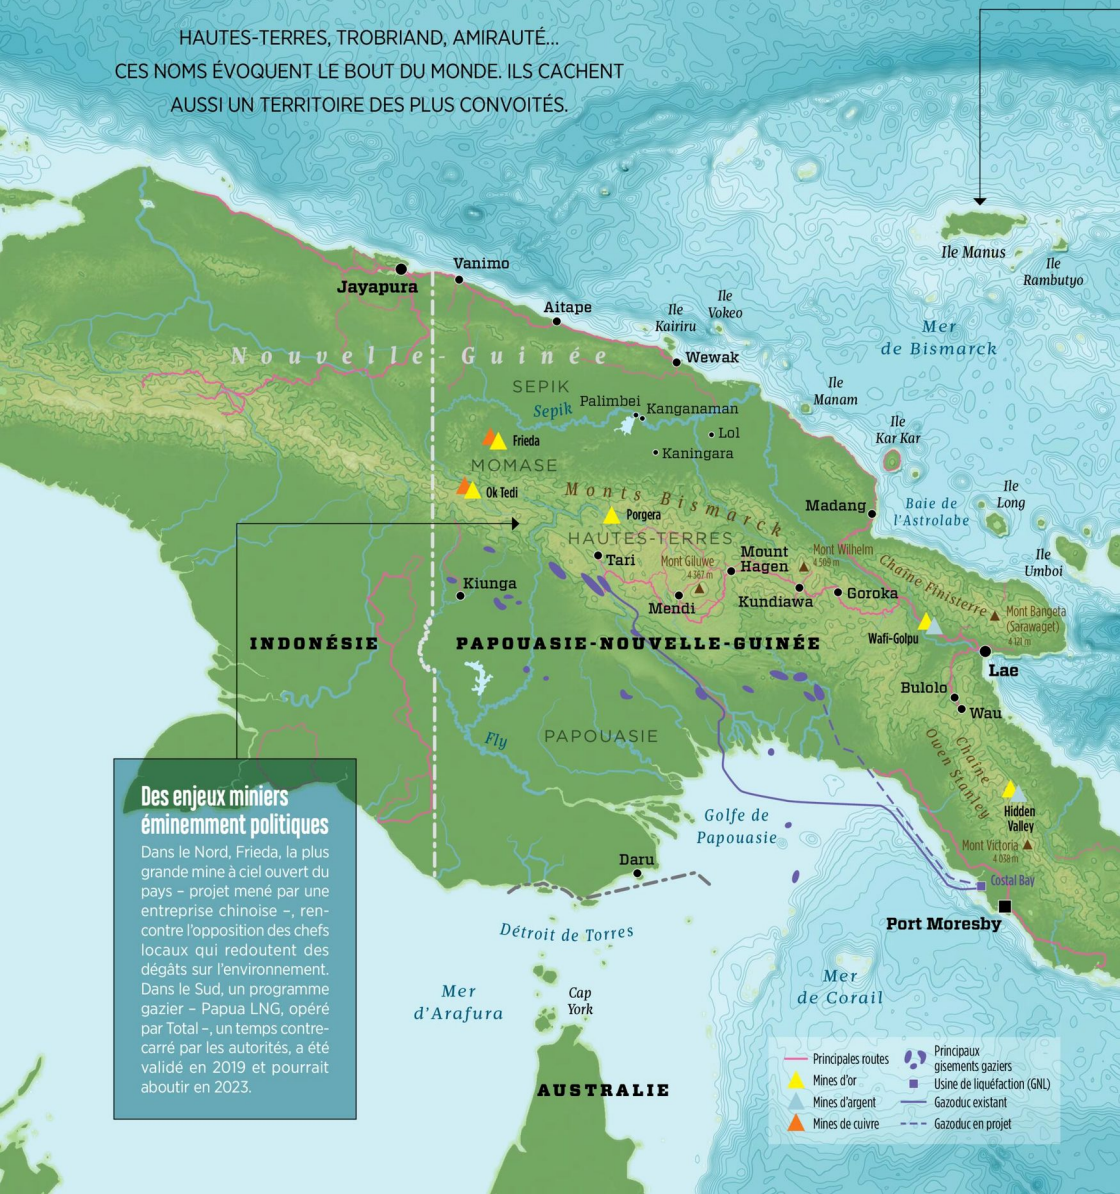 HAUTES-TERRES, TROBRIAND, AMIRAUTÉ...
CES NOMS ÉVOQUENT LE BOUT DU MONDE. ILS CACHENT
AUSSI UN TERRITOIRE DES PLUS CONVOITÉS.
Ile Manus
Ile
Rambutyo
Vanimo
Jayapura
Aitape
Ile
Kairiru
Ile
Vokeo
Mer
de Bismarck
Nouvelle-Guinée
Wewak
SEPIK
Ile
Manam
Sepik
Palimbei
Kanganaman
Ile
Kar Kar
Lol
Frieda
Kaningara
MOMASE
Ok Tedi
Monts Bismarck
Ile
Long
Madang
Baie de
l'Astrolabe
Porgera
HAUTES-TERRES
Tari
Mont Giluwe
4 367 m
Mount
Hagen
Mont Wilhelm
4 509 m
Ile
Umboi
Chaîne Finisterre
Kiunga
Mendi
Kundiawa
Goroka
Mont Bangeta
(Sarawaget)
4 121 m
Wafi-Golpu
INDONÉSIE
PAPOUASIE-NOUVELLE-GUINÉE
Lae
Bulolo
Wau
Fly
PAPOUASIE
Chaîne
Owen Stanley
Des enjeux miniers
éminemment politiques
Dans le Nord, Frieda, la plus
grande mine à ciel ouvert du
pays – projet mené par une
entreprise chinoise –, ren-
contre l'opposition des chefs
locaux qui redoutent des
dégâts sur l'environnement.
Dans le Sud, un programme
gazier – Papua LNG, opéré
par Total –, un temps contre-
carré par les autorités, a été
validé en 2019 et pourrait
aboutir en 2023.
Golfe de
Papouasie
Hidden
Valley
Mont Victoria
4 038 m
Daru
Costal Bay
Port Moresby
Détroit de Torres
Mer
d'Arafura
Cap
York
Mer
de Corail
AUSTRALIE
Principales routes
Mines d'or
Mines d'argent
Mines de cuivre
Principaux
gisements gaziers
Usine de liquéfaction (GNL)
Gazoduc existant
Gazoduc en projet